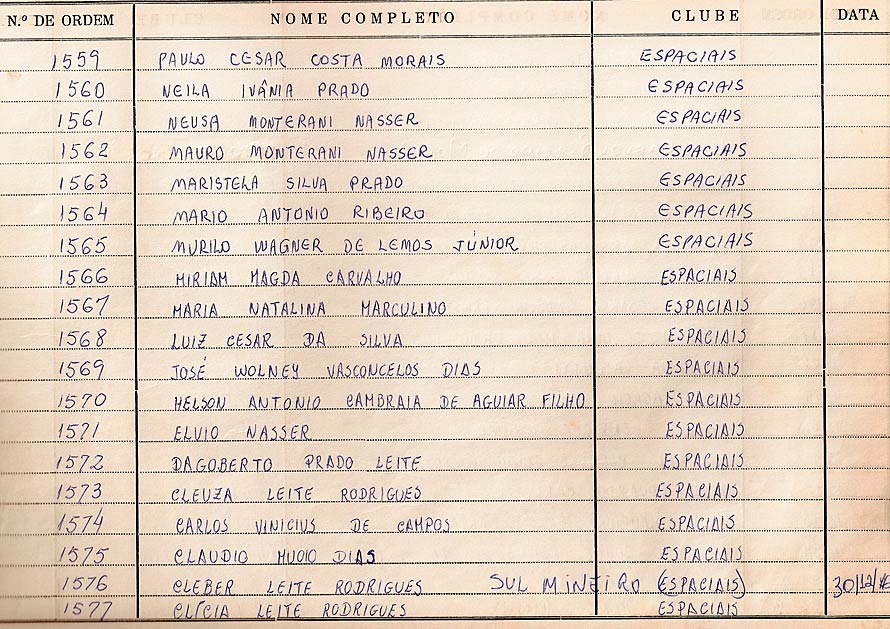 N.º DE ORDEM NOME COMPLETO CLUBE DATA
1559 PAULO CESAR COSTA MORAIS ESPACIAIS
1560 NEILA IVÂNIA PRADO ESPACIAIS
1561 NEUSA MONTERANI NASSER ESPACIAIS
1562 MAURO MONTERANI NASSER ESPACIAIS
1563 MARISTELA SILVA PRADO ESPACIAIS
1564 MARIO ANTONIO RIBEIRO ESPACIAIS
1565 MURILO WAGNER DE LEMOS JÚNIOR ESPACIAIS
1566 MIRIAM MAGDA CARVALHO ESPACIAIS
1567 MARIA NATALINA MARCULINO ESPACIAIS
1568 LUIZ CESAR DA SILVA ESPACIAIS
1569 JOSÉ WOLNEY VASCONCELOS DIAS ESPACIAIS
1570 HELSON ANTONIO CAMBRAIA DE AGUIAR FILHO ESPACIAIS
1571 ELVIO NASSER ESPACIAIS
1572 DAGOBERTO PRADO LEITE ESPACIAIS
1573 CLEUZA LEITE RODRIGUES ESPACIAIS
1574 CARLOS VINICIUS DE CAMPOS ESPACIAIS
1575 CLAUDIO DIAS ESPACIAIS
1576 CLEBER LEITE RODRIGUES SUL MINEIRO (ESPACIAIS)
1577 CLÍCIA LEITE RODRIGUES ESPACIAIS